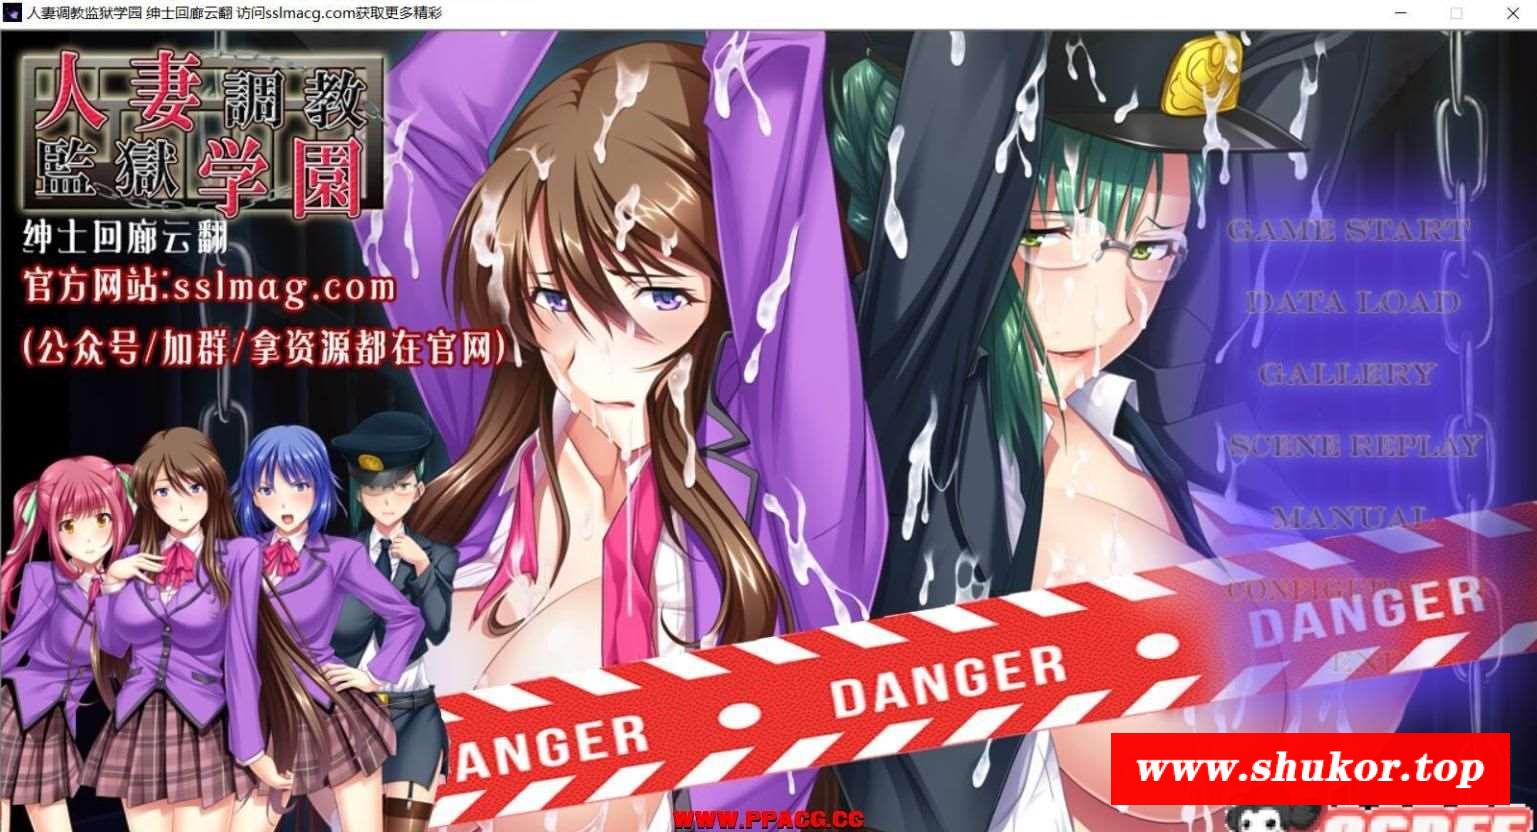 人妻调教监狱学园 绅士回廊云翻 访问sslmacg.com获取更多精彩
人妻調教
監獄学園
绅士回廊云翻
官方网站:sslmag.com
(公众号/加群/拿资源都在官网)
GAME START
DATA LOAD
GALLERY
SCENE REPLAY
MANUAL
DANGER
DANGER
ANGER
EXIT
www.shukor.top
WWW.PPACG.CG